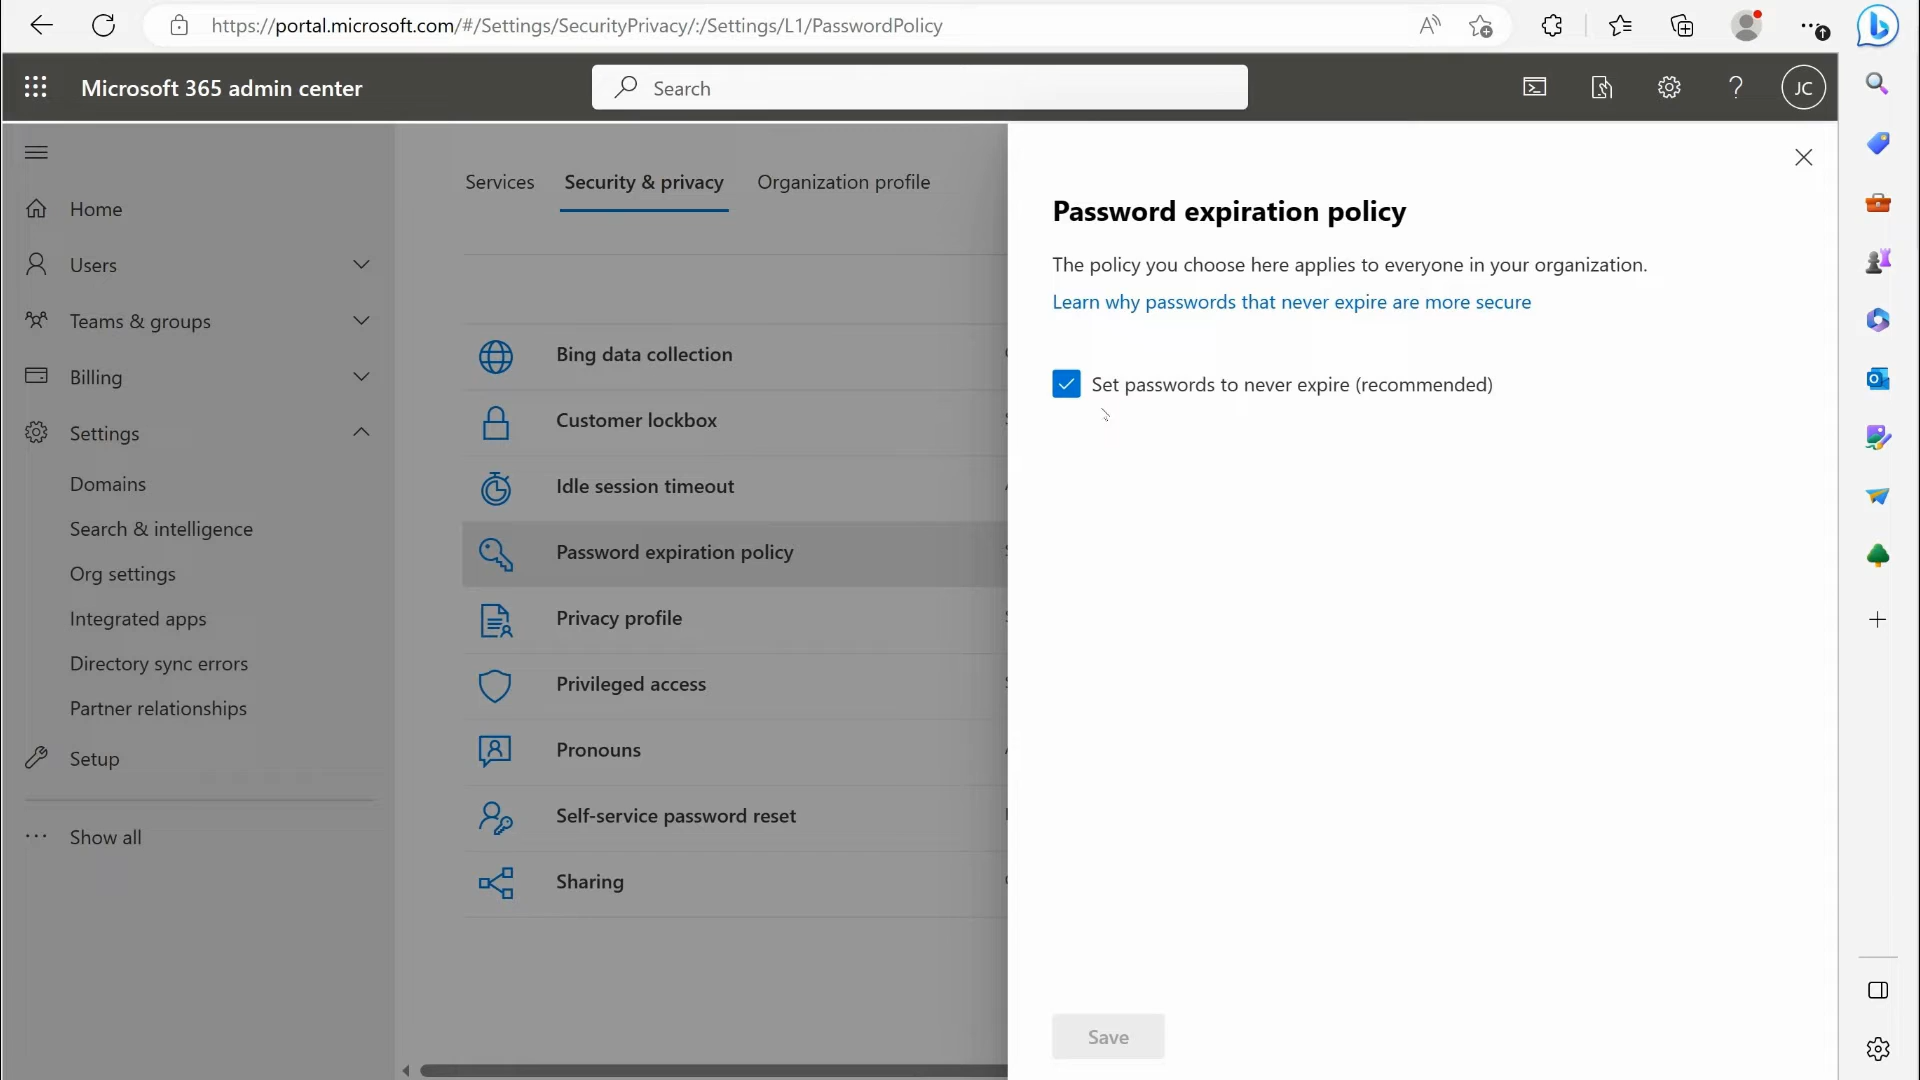 https://portal.microsoft.com/#/Settings/SecurityPrivacy/:/Settings/L1/PasswordPolicy
Microsoft 365 admin center
Search
JC
Home
Users
Teams & groups
Billing
Settings
Domains
Search & intelligence
Org settings
Integrated apps
Directory sync errors
Partner relationships
Setup
Show all
Services
Security & privacy
Organization profile
Bing data collection
Customer lockbox
Idle session timeout
Password expiration policy
Privacy profile
Privileged access
Pronouns
Self-service password reset
Sharing
Password expiration policy
The policy you choose here applies to everyone in your organization.
Learn why passwords that never expire are more secure
Set passwords to never expire (recommended)
Save